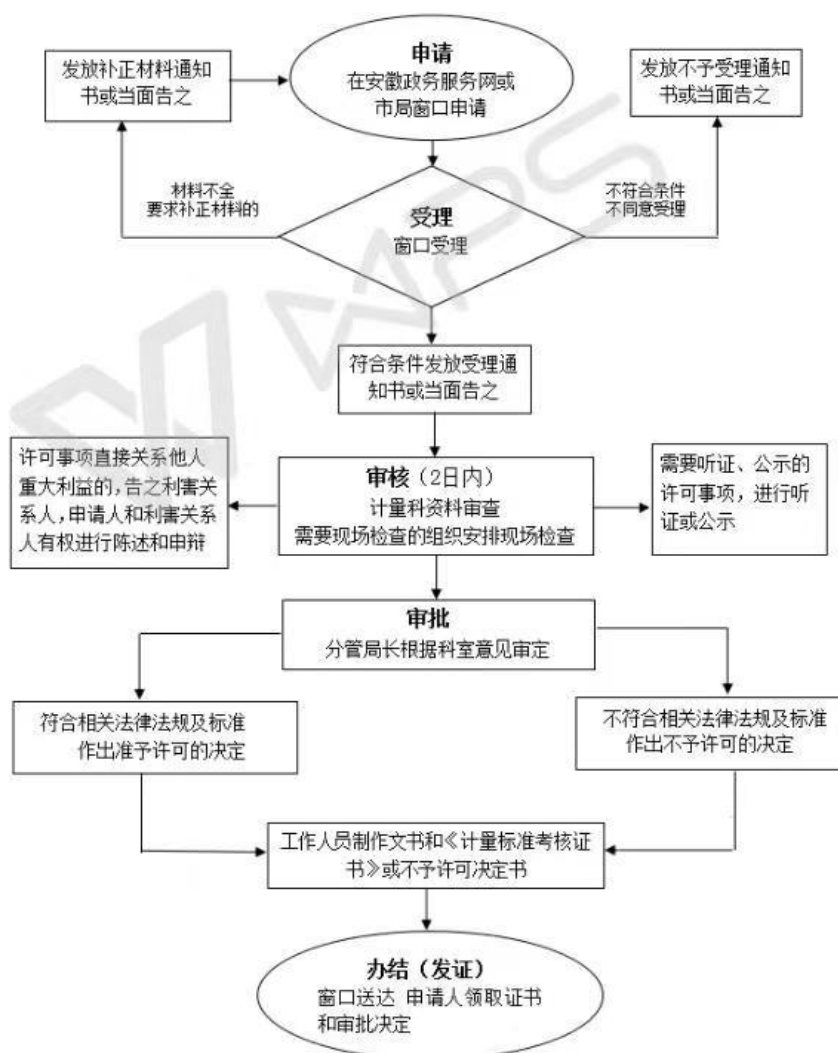 申请
在安徽政务服务网或
市局窗口申请
发放补正材料通知
书或当面告之
发放不予受理通知
书或当面告之
材料不全
要求补正材料的
受理
窗口受理
不符合条件
不同意受理
符合条件发放受理通
知书或当面告之
许可事项直接关系他人
重大利益的,告之利害关
系人,申请人和利害关系
人有权进行陈述和申辩
审核（2日内）
计量科资料审查
需要现场检查的组织安排现场检查
需要听证、公示的
许可事项，进行听
证或公示
审批
分管局长根据科室意见审定
符合相关法律法规及标准
作出准予许可的决定
不符合相关法律法规及标准
作出不予许可的决定
工作人员制作文书和《计量标准考核证
书》或不予许可决定书
办结（发证）
窗口送达 申请人领取证书
和审批决定
WPS